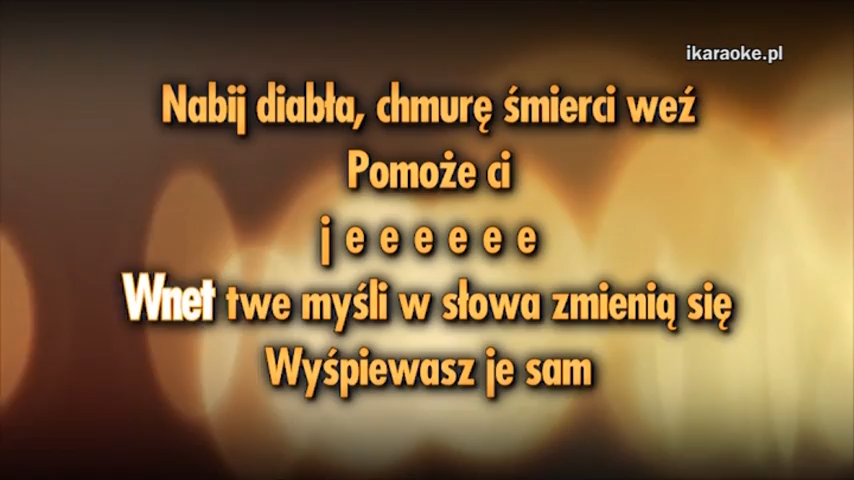 ikaraoke.pl
Nabij diabła, chmurę śmierci weź
Pomoże ci
j e e e e e e
Wnet twe myśli w słowa zmienią się
Wyśpiewasz je sam